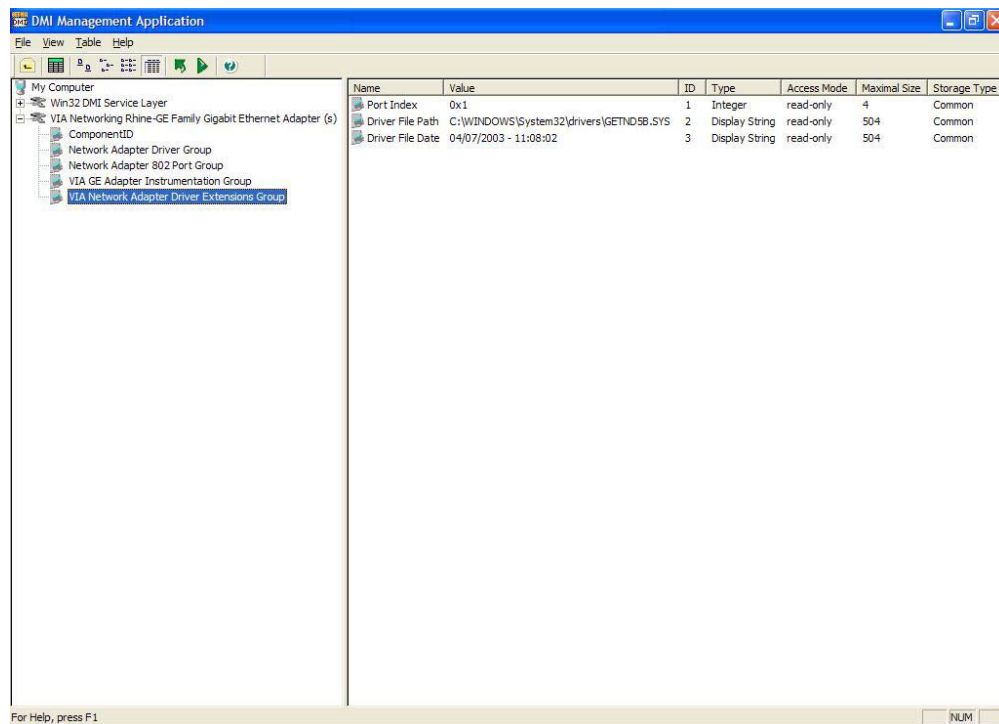 DMI Management Application
File View Table Help
My Computer
Win32 DMI Service Layer
VIA Networking Rhine-GE Family Gigabit Ethernet Adapter (s)
ComponentID
Network Adapter Driver Group
Network Adapter 802 Port Group
VIA GE Adapter Instrumentation Group
VIA Network Adapter Driver Extensions Group
Name Value ID Type Access Mode Maximal Size Storage Type
Port Index 0x1 1 Integer read-only 4 Common
Driver File Path C:\WINDOWS\System32\drivers\GETND5B.SYS 2 Display String read-only 504 Common
Driver File Date 04/07/2003 - 11:08:02 3 Display String read-only 504 Common
For Help, press F1
NUM